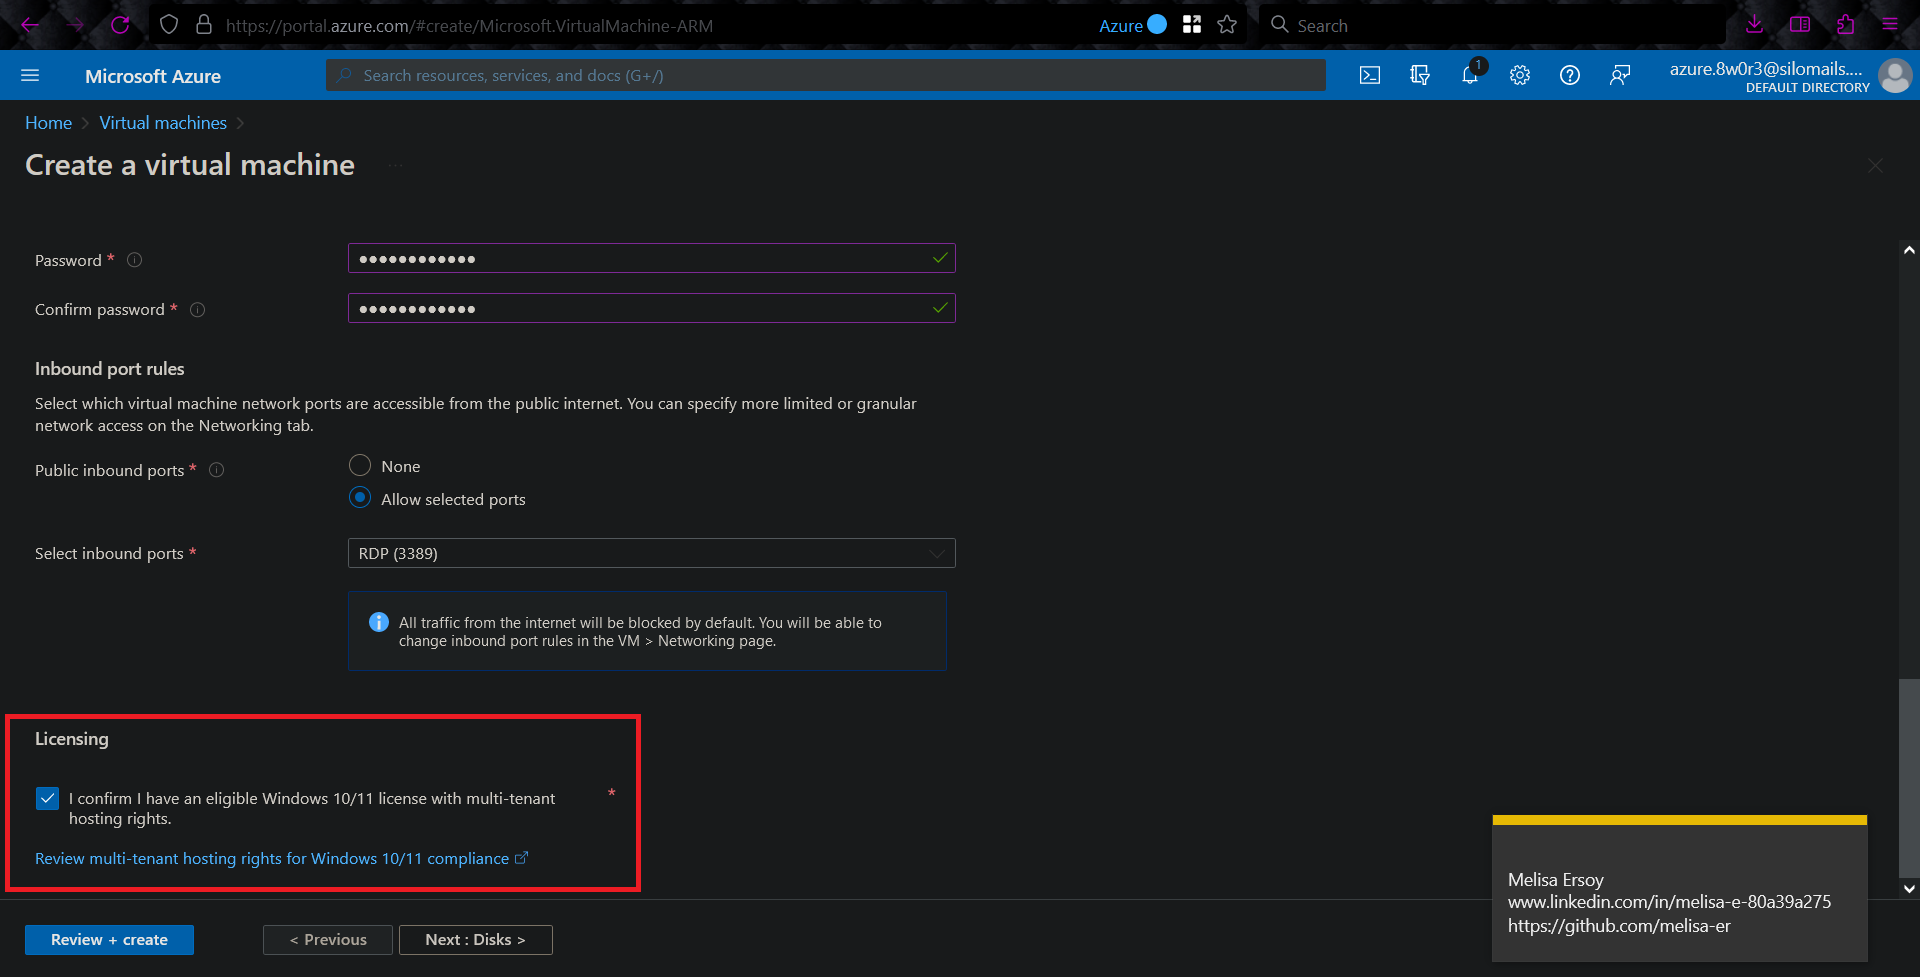 https://portal.azure.com/#create/Microsoft.VirtualMachine-ARM
Azure
Search
Microsoft Azure
Search resources, services, and docs (G+/)
1
azure.8w0r3@silomails....
DEFAULT DIRECTORY
Home > Virtual machines >
Create a virtual machine ...
Password *
●●●●●●●●●●●●
Confirm password *
●●●●●●●●●●●●
Inbound port rules
Select which virtual machine network ports are accessible from the public internet. You can specify more limited or granular
network access on the Networking tab.
Public inbound ports *
None
Allow selected ports
Select inbound ports *
RDP (3389)
All traffic from the internet will be blocked by default. You will be able to
change inbound port rules in the VM > Networking page.
Licensing
I confirm I have an eligible Windows 10/11 license with multi-tenant *
hosting rights.
Review multi-tenant hosting rights for Windows 10/11 compliance
Melisa Ersoy
www.linkedin.com/in/melisa-e-80a39a275
https://github.com/melisa-er
Review + create
< Previous
Next : Disks >